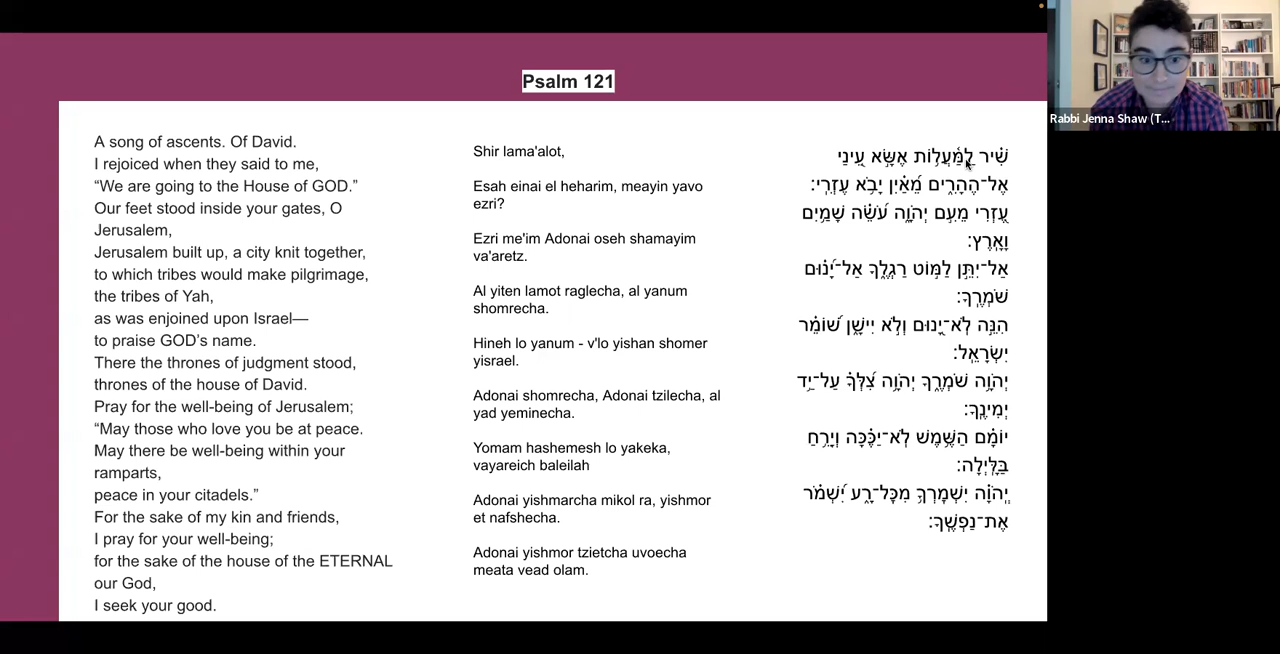 Psalm 121
A song of ascents. Of David.
I rejoiced when they said to me,
“We are going to the House of GOD.”
Our feet stood inside your gates, O
Jerusalem,
Jerusalem built up, a city knit together,
to which tribes would make pilgrimage,
the tribes of Yah,
as was enjoined upon Israel—
to praise GOD’s name.
There the thrones of judgment stood,
thrones of the house of David.
Pray for the well-being of Jerusalem;
“May those who love you be at peace.
May there be well-being within your
ramparts,
peace in your citadels.”
For the sake of my kin and friends,
I pray for your well-being;
for the sake of the house of the ETERNAL
our God,
I seek your good.
Shir lama'alot,
Esah einai el heharim, meayin yavo
ezri?
Ezri me'im Adonai oseh shamayim
va'aretz.
Al yiten lamot raglecha, al yanum
shomrecha.
Hineh lo yanum - v'lo yishan shomer
yisrael.
Adonai shomrecha, Adonai tzilecha, al
yad yeminecha.
Yomam hashemesh lo yakeka,
vayareich baleilah
Adonai yishmarcha mikol ra, yishmor
et nafshecha.
Adonai yishmor tzietcha uvoecha
meata vead olam.
שִׁ֗יר לַֽמַּ֫עֲל֥וֹת אֶשָּׂ֣א עֵ֭ינַי
אֶל־הֶהָרִ֑ים מֵ֝אַ֗יִן יָבֹ֥א עֶזְרִֽי׃
עֶ֭זְרִי מֵעִ֣ם יְהֹוָ֑ה עֹ֝שֵׂ֗ה שָׁמַ֥יִם
וָאָֽרֶץ׃
אַל־יִתֵּ֣ן לַמּ֣וֹט רַגְלֶ֑ךָ אַל־יָ֝נ֗וּם
שֹׁמְרֶֽךָ׃
הִנֵּ֣ה לֹֽא־יָ֭נוּם וְלֹ֣א יִישָׁ֑ן שׁ֝וֹמֵ֗ר
יִשְׂרָאֵֽל׃
יְהֹוָ֥ה שֹׁמְרֶ֑ךָ יְהֹוָ֥ה צִ֝לְּךָ֗ עַל־יַ֥ד
יְמִינֶֽךָ׃
יוֹמָ֗ם הַשֶּׁ֥מֶשׁ לֹֽא־יַכֶּ֗כָּה וְיָרֵ֥חַ
בַּלָּֽיְלָה׃
יְֽהֹוָ֗ה יִשְׁמׇרְךָ֥ מִכׇּל־רָ֑ע יִ֝שְׁמֹ֗ר
אֶת־נַפְשֶֽׁךָ׃
Rabbi Jenna Shaw (T...